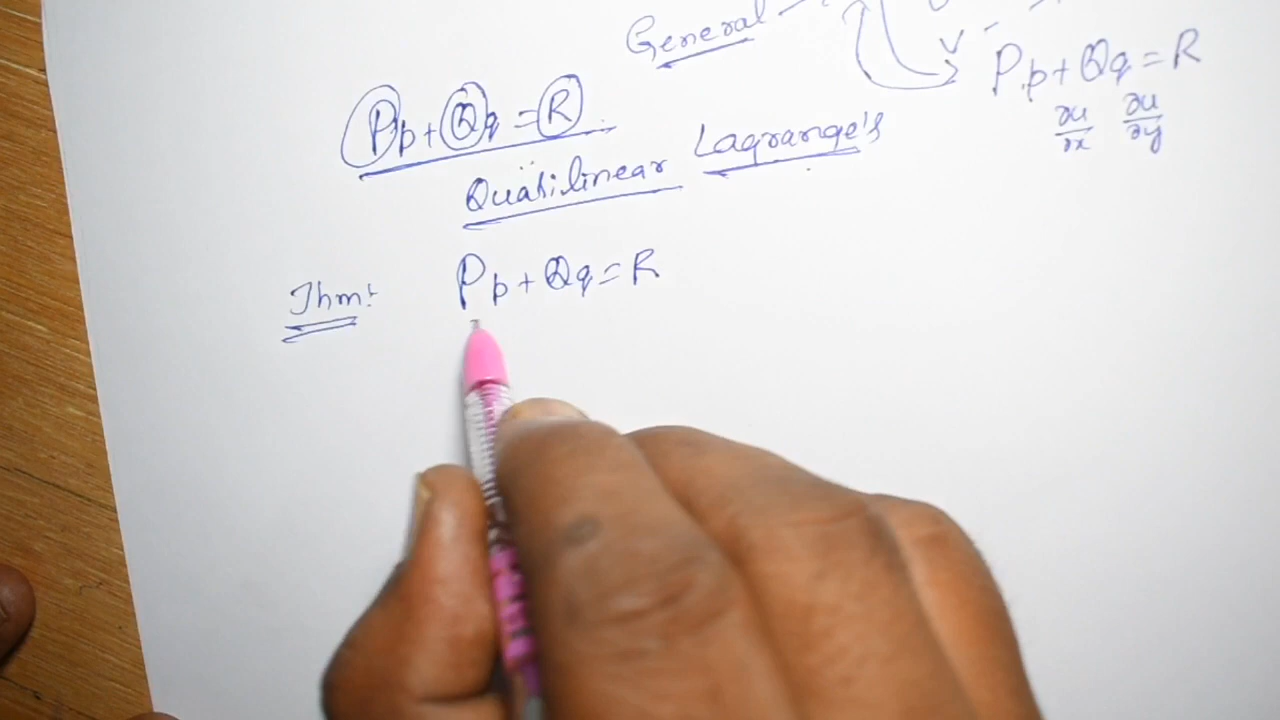 General
V
Pp + Qq = R
∂u/∂x ∂u/∂y
Pp + Qq = R
Quasilinear Lagrange's
Thm: Pp + Qq = R